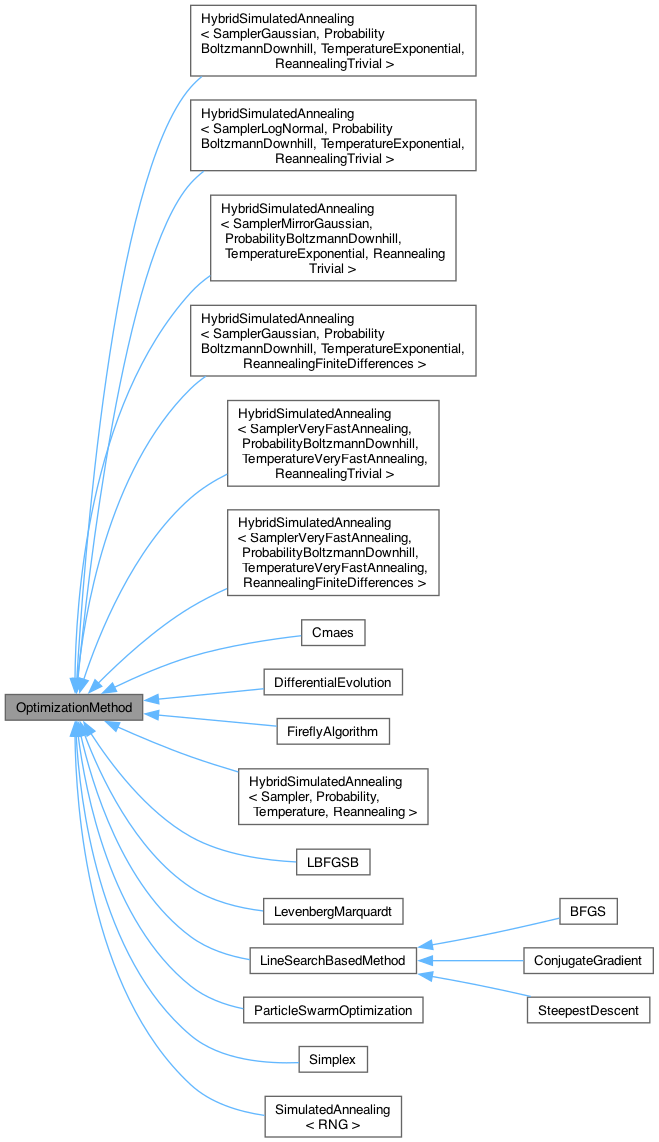 HybridSimulatedAnnealing
< SamplerGaussian, Probability
BoltzmannDownhill, TemperatureExponential,
ReannealingTrivial >
HybridSimulatedAnnealing
< SamplerLogNormal, Probability
BoltzmannDownhill, TemperatureExponential,
ReannealingTrivial >
HybridSimulatedAnnealing
< SamplerMirrorGaussian,
ProbabilityBoltzmannDownhill,
TemperatureExponential, Reannealing
Trivial >
HybridSimulatedAnnealing
< SamplerGaussian, Probability
BoltzmannDownhill, TemperatureExponential,
ReannealingFiniteDifferences >
HybridSimulatedAnnealing
< SamplerVeryFastAnnealing,
ProbabilityBoltzmannDownhill,
TemperatureVeryFastAnnealing,
ReannealingTrivial >
HybridSimulatedAnnealing
< SamplerVeryFastAnnealing,
ProbabilityBoltzmannDownhill,
TemperatureVeryFastAnnealing,
ReannealingFiniteDifferences >
Cmaes
DifferentialEvolution
OptimizationMethod
FireflyAlgorithm
HybridSimulatedAnnealing
< Sampler, Probability,
Temperature, Reannealing >
LBFGSB
LevenbergMarquardt
BFGS
LineSearchBasedMethod
ConjugateGradient
ParticleSwarmOptimization
SteepestDescent
Simplex
SimulatedAnnealing
< RNG >